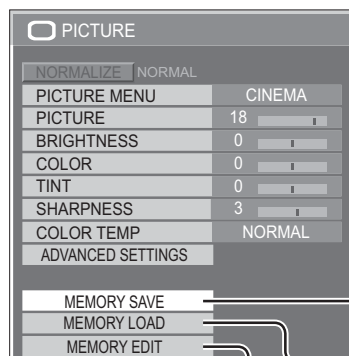 PICTURE
NORMALIZE NORMAL
PICTURE MENU CINEMA
PICTURE 18
BRIGHTNESS 0
COLOR 0
TINT 0
SHARPNESS 3
COLOR TEMP NORMAL
ADVANCED SETTINGS
MEMORY SAVE
MEMORY LOAD
MEMORY EDIT